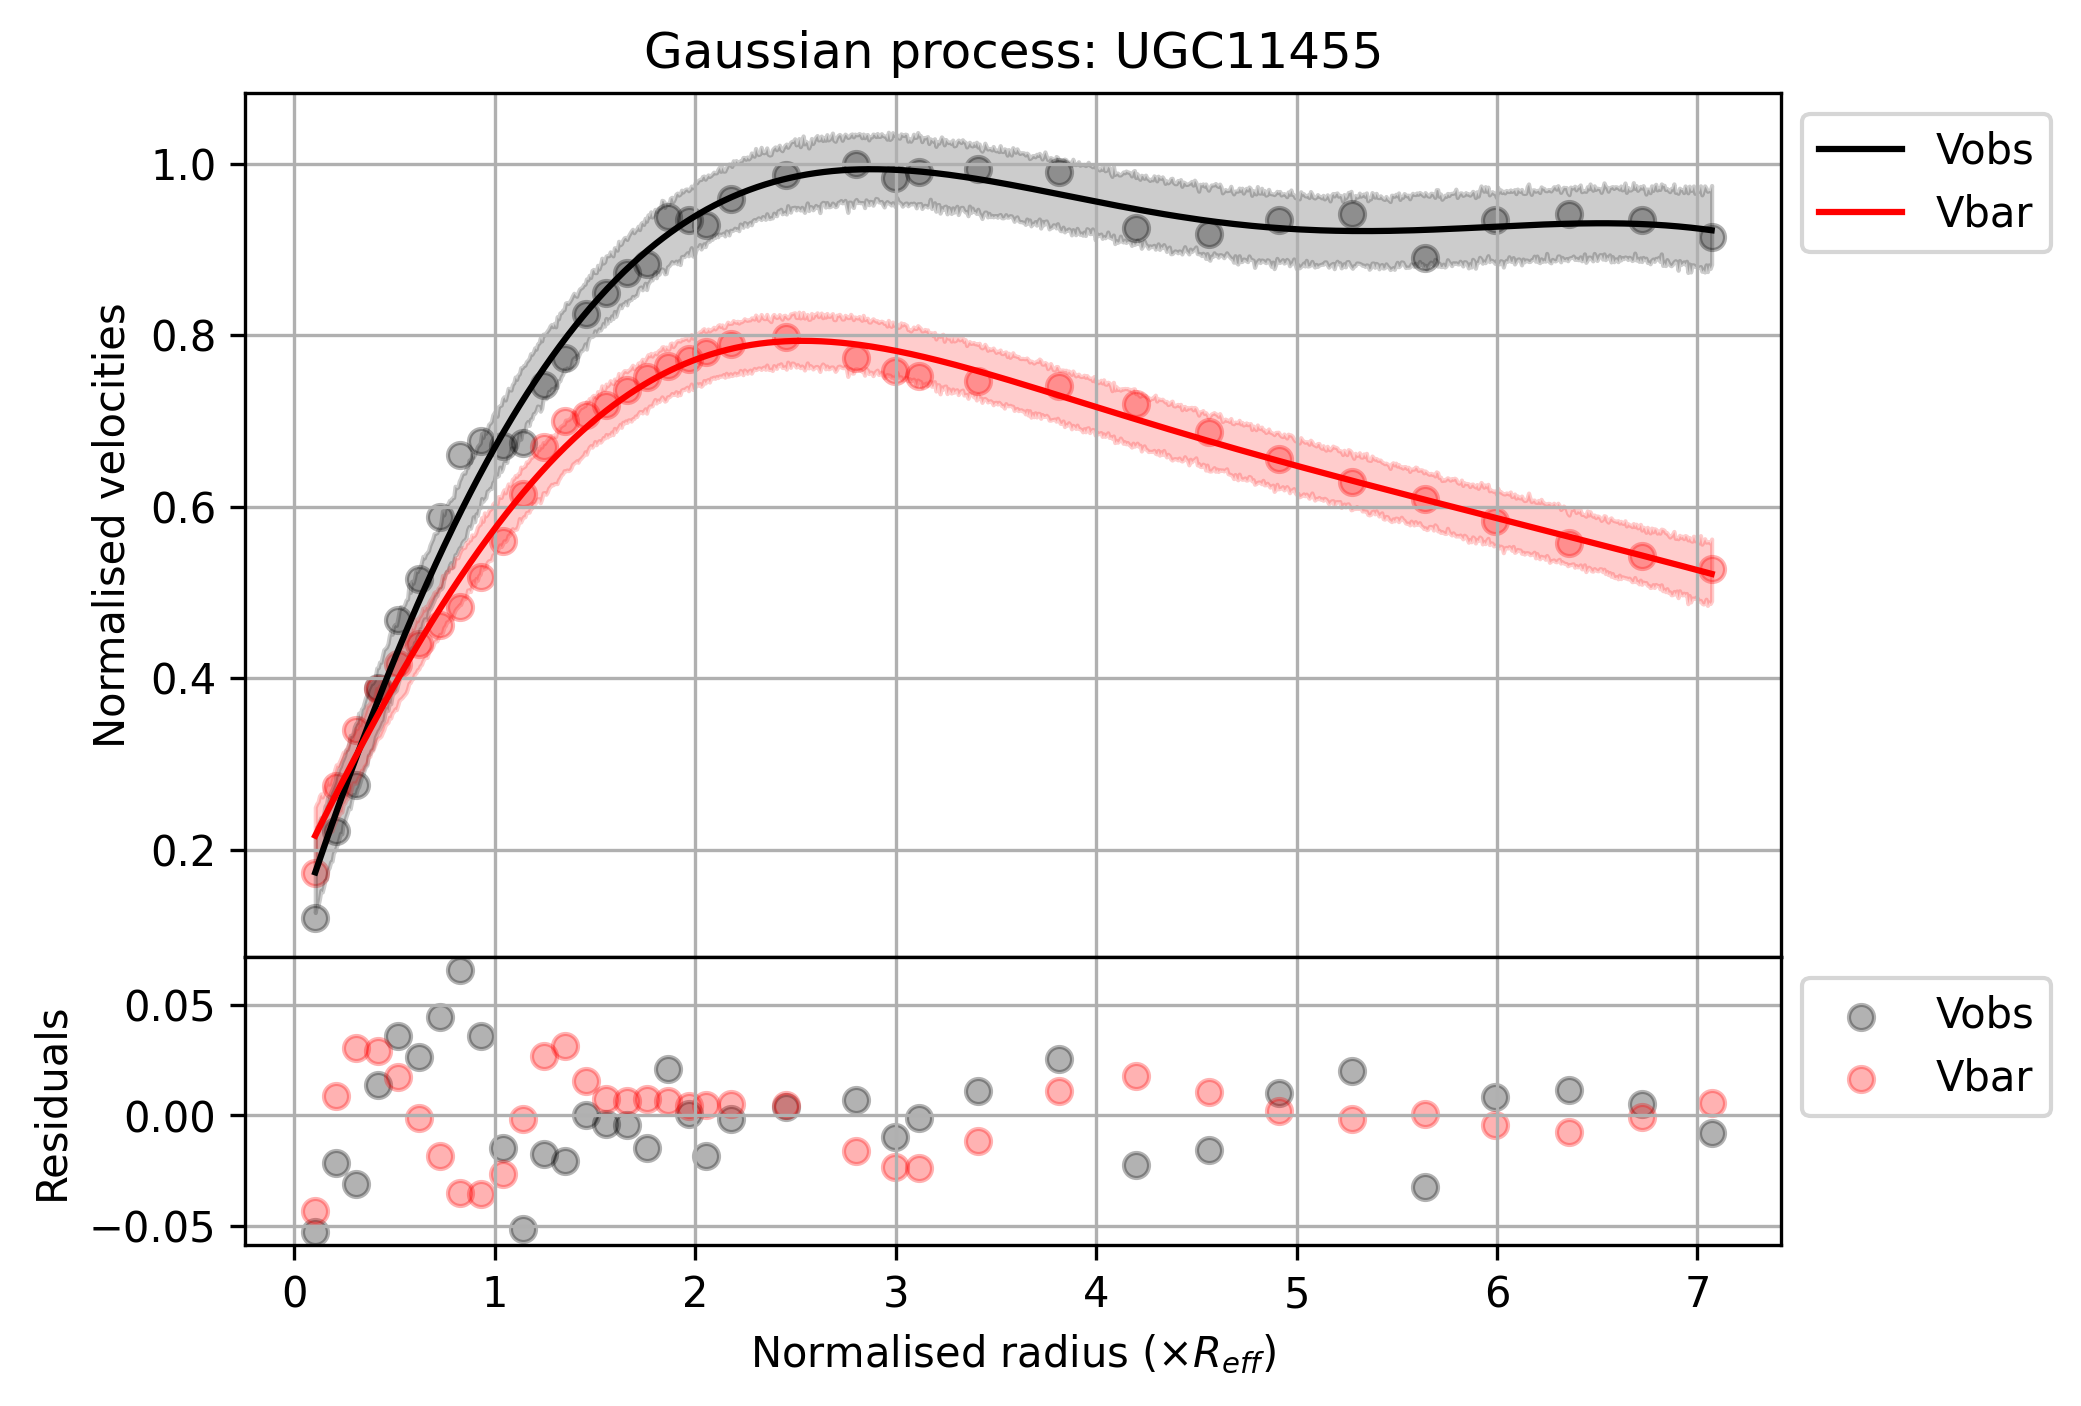 Gaussian process: UGC11455
Normalised velocities
1.0
0.8
0.6
0.4
0.2
Vobs
Vbar
Residuals
0.05
0.00
−0.05
Vobs
Vbar
0 1 2 3 4 5 6 7
Normalised radius (×R_eff)